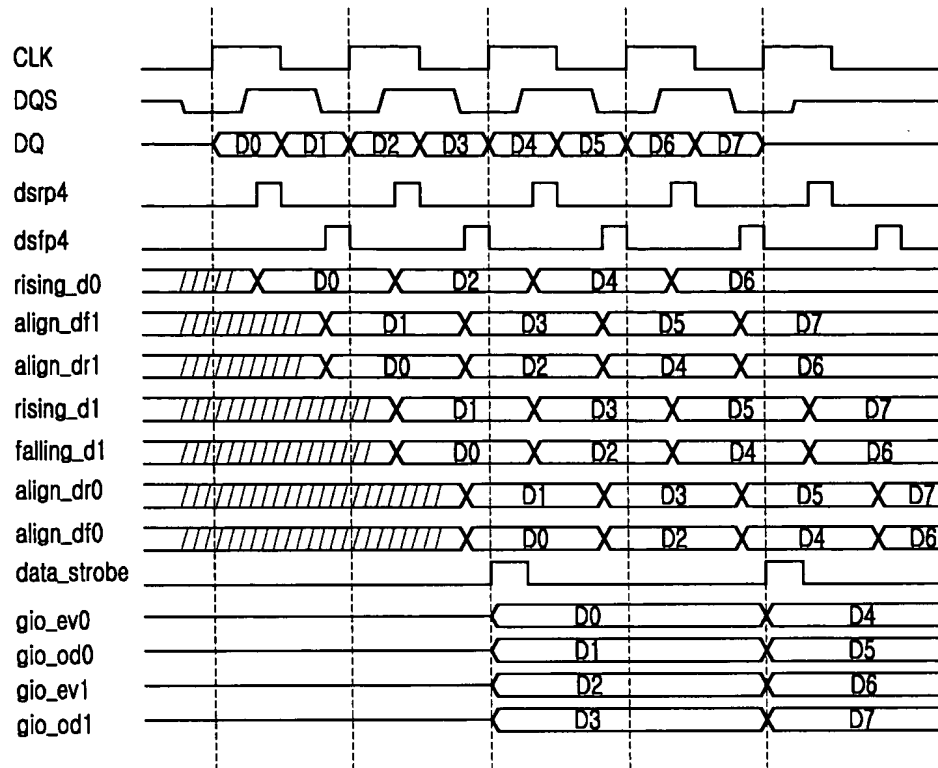 CLK
DQS
DQ D0 D1 D2 D3 D4 D5 D6 D7
dsrp4
dsfp4
rising_d0 D0 D2 D4 D6
align_df1 D1 D3 D5 D7
align_dr1 D0 D2 D4 D6
rising_d1 D1 D3 D5 D7
falling_d1 D0 D2 D4 D6
align_dr0 D1 D3 D5 D7
align_df0 D0 D2 D4 D6
data_strobe
gio_ev0 D0 D4
gio_od0 D1 D5
gio_ev1 D2 D6
gio_od1 D3 D7